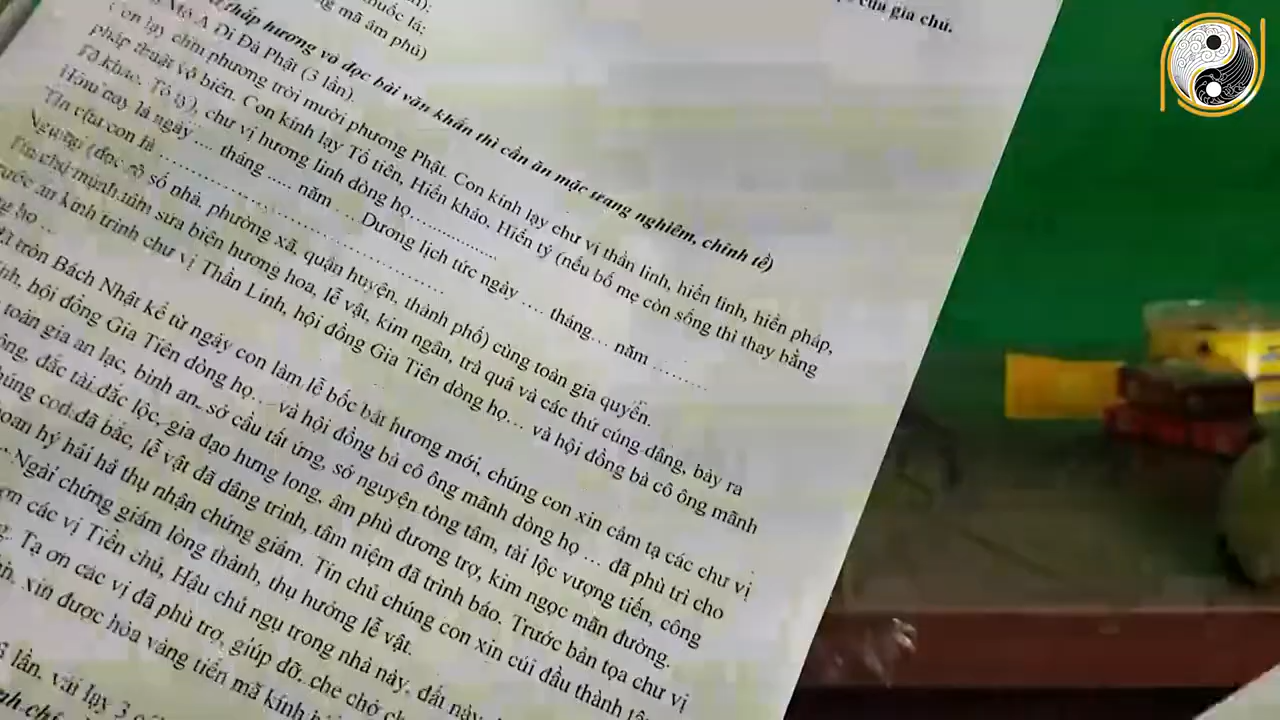 của gia chủ.
thuốc lá;
mã âm phủ)
thắp hương và đọc bài văn khấn thì cần ăn mặc trang nghiêm, chỉnh tề)
Mô A Di Đà Phật (3 lần).
lạy chín phương trời mười phương Phật. Con kính lạy chư vị thần linh, hiển linh, hiển pháp,
pháp thuật vô biên. Con kính lạy Tổ tiên, Hiển khảo, Hiển tỷ (nếu bố mẹ còn sống thì thay bằng
Tổ khảo, Tổ tỷ), chư vị hương linh dòng họ..................
Hôm nay là ngày .... tháng .... năm .... Dương lịch tức ngày .... tháng.... năm .........
Tín chủ con là ...............................................
Ngụ tại (đọc rõ số nhà, phường xã, quận huyện, thành phố) cùng toàn gia quyến.
sửa biện hương hoa, lễ vật, kim ngân, trà quả và các thứ cúng dâng, bày ra
trước án kính trình chư vị Thần Linh, hội đồng Gia Tiên dòng họ.... và hội đồng bà cô ông mãnh
họ ...
tròn Bách Nhật kể từ ngày con làm lễ bốc bát hương mới, chúng con xin cảm tạ các chư vị
hội đồng Gia Tiên dòng họ.... và hội đồng bà cô ông mãnh dòng họ .... đã phù trì cho
toàn gia an lạc, bình an, sở cầu tất ứng, sở nguyện tòng tâm, tài lộc vượng tiến, công
đắc tài đắc lộc, gia đạo hưng long, âm phù dương trợ, kim ngọc mãn đường.
con đã bắc, lễ vật đã dâng trình, tâm niệm đã trình báo. Trước bản tọa chư vị
hoan hỷ hải hà thụ nhận chứng giám. Tín chủ chúng con xin cúi đầu thành
Ngài chứng giám lòng thành, thụ hưởng lễ vật.
các vị Tiền chủ, Hậu chủ ngụ trong nhà này, đất này
Tạ ơn các vị đã phù trợ, giúp đỡ, che chở
xin được hóa vàng tiền mã kính
lần, vái lạy 3